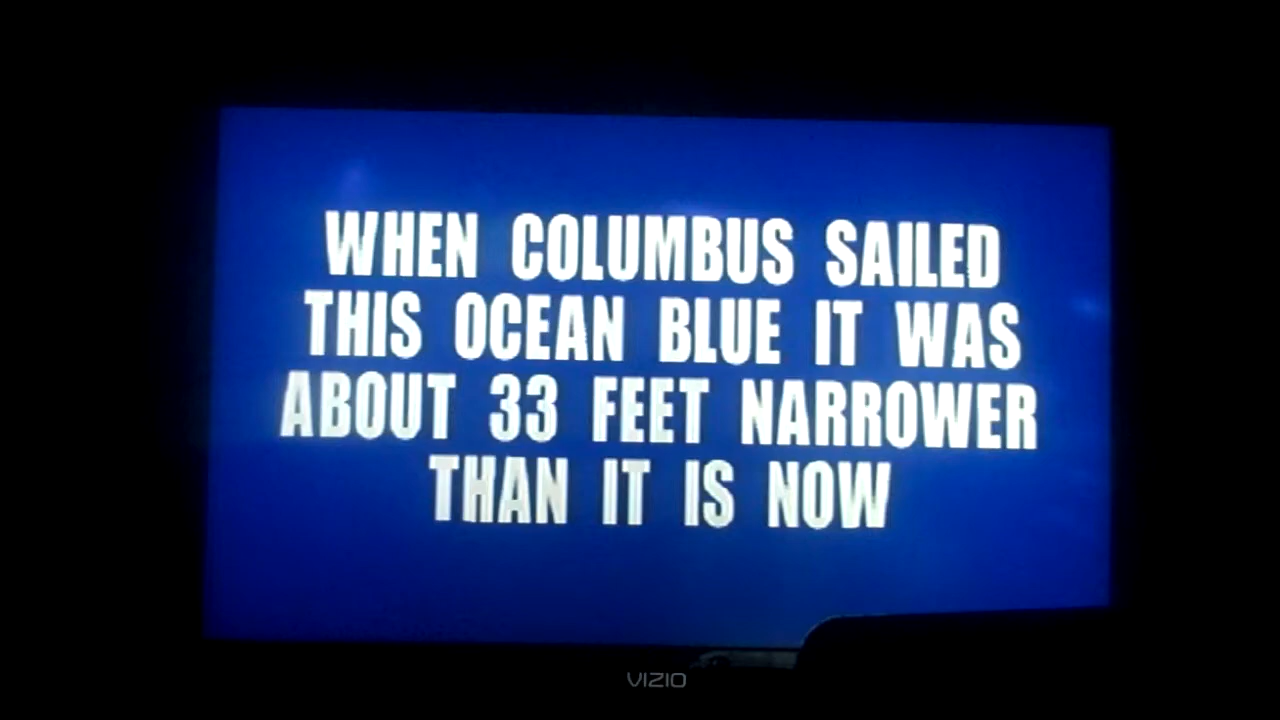 WHEN COLUMBUS SAILED
THIS OCEAN BLUE IT WAS
ABOUT 33 FEET NARROWER
THAN IT IS NOW
VIZIO